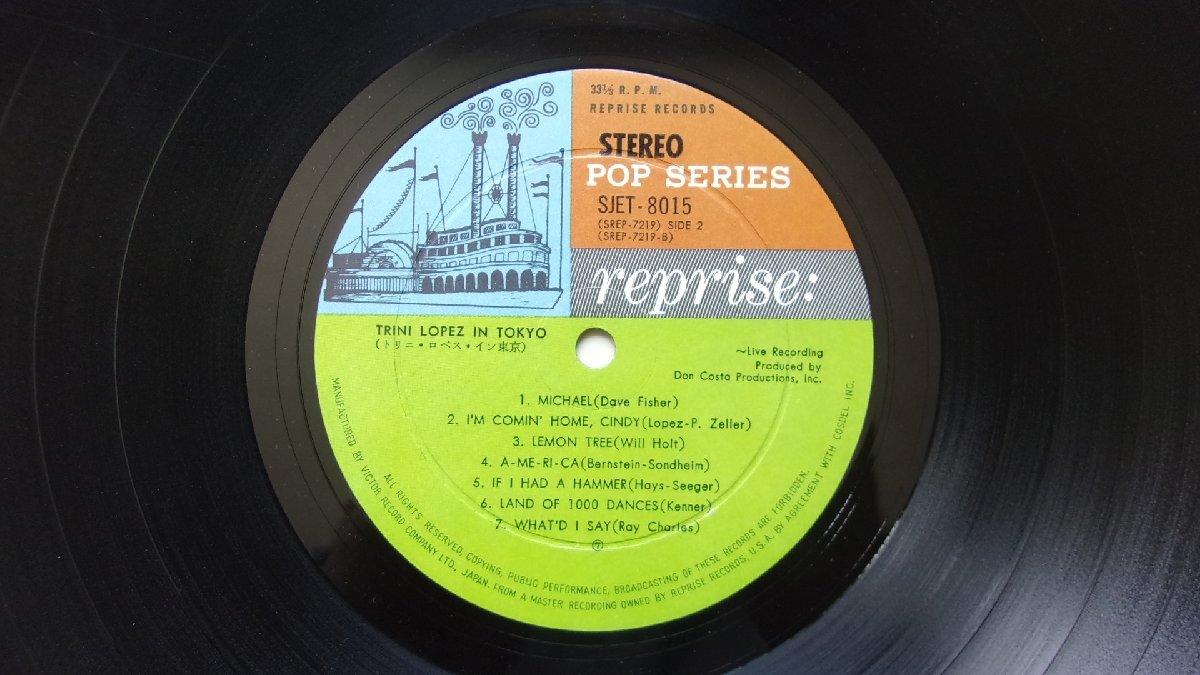 33⅓ R. P. M.
REPRISE RECORDS
STEREO
POP SERIES
SJET-8015
(SREP-7219) SIDE 2
(SREP-7219-B)
reprise:
TRINI LOPEZ IN TOKYO
(トリニ・ロペス・イン東京)
~Live Recording
Produced by
Don Costa Productions, Inc.
1. MICHAEL(Dave Fisher)
2. I'M COMIN' HOME, CINDY(Lopez-P. Zeller)
3. LEMON TREE(Will Holt)
4. A-ME-RI-CA(Bernstein-Sondheim)
5. IF I HAD A HAMMER(Hays-Seeger)
6. LAND OF 1000 DANCES(Kenner)
7. WHAT'D I SAY(Ray Charles)
⑦
ALL RIGHTS RESERVED, COPYING, PUBLIC PERFORMANCE, BROADCASTING OF THESE RECORDS ARE FORBIDDEN.
MANUFACTURED BY VICTOR RECORD COMPANY LTD. JAPAN. FROM A MASTER RECORDING OWNED BY REPRISE RECORDS, U.S.A. BY AGREEMENT WITH COSDEL INC.